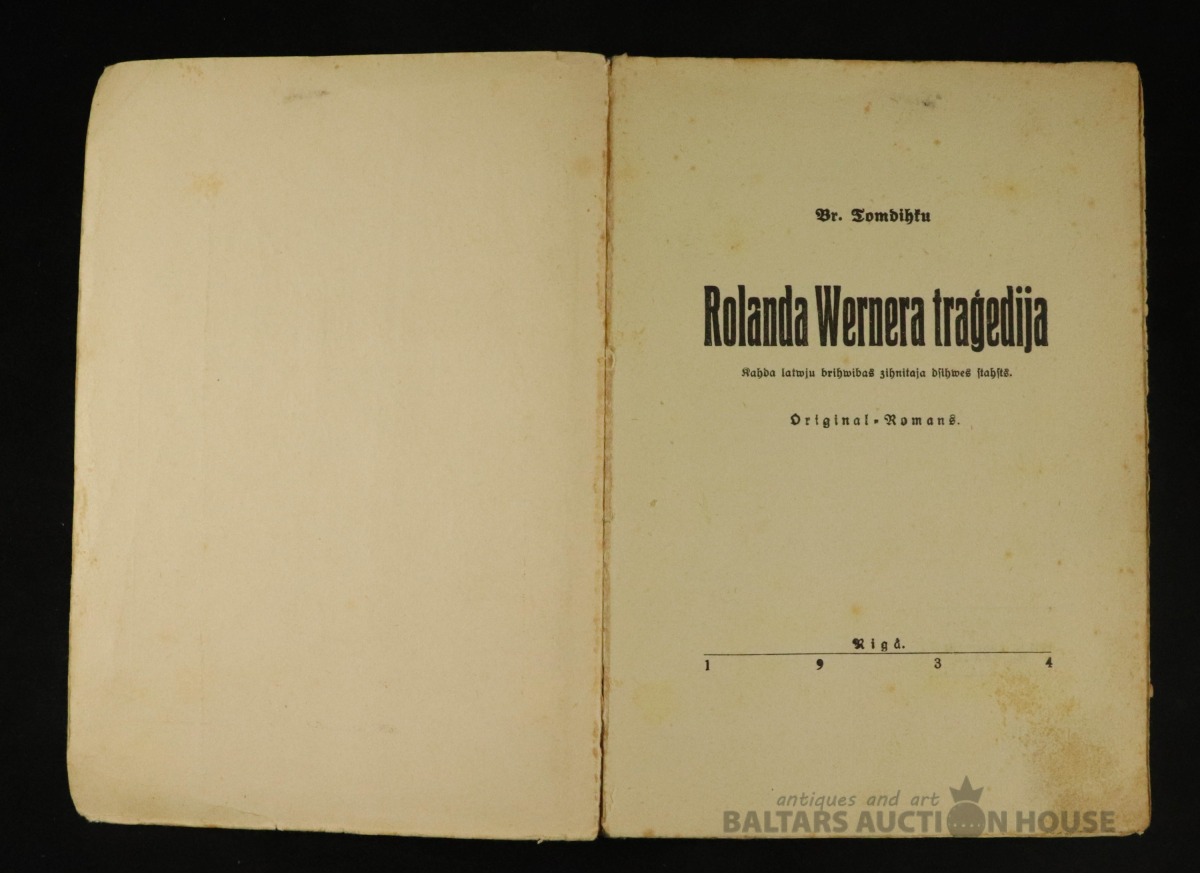 Br. Tomdihku
Rolanda Wernera traģedija
Kahda latwju brihwibas zihnitaja dsihwes stahsts.
Original-Romans.
Rigâ.
1 9 3 4
antiques and art
BALTARS AUCTION HOUSE